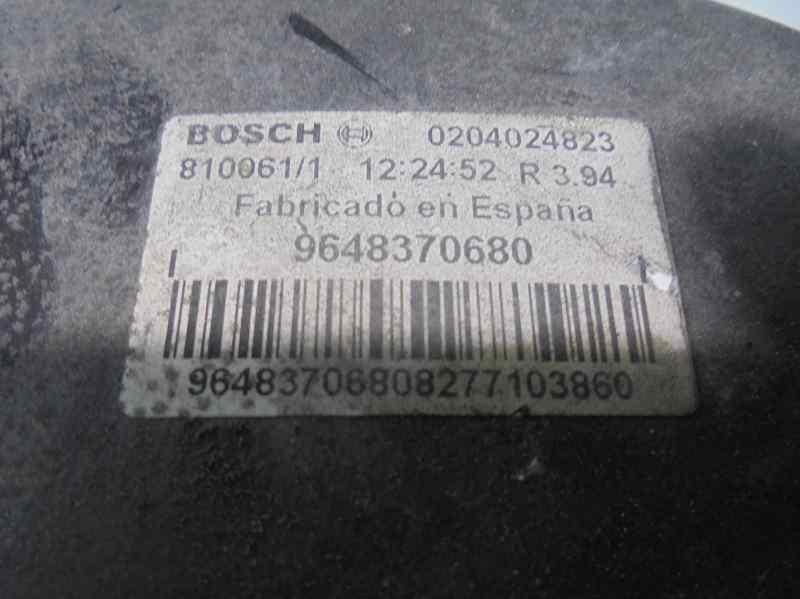 BOSCH 0204024823
810061/1 12:24:52 R 3.94
Fabricado en España
9648370680
96483706808277103860